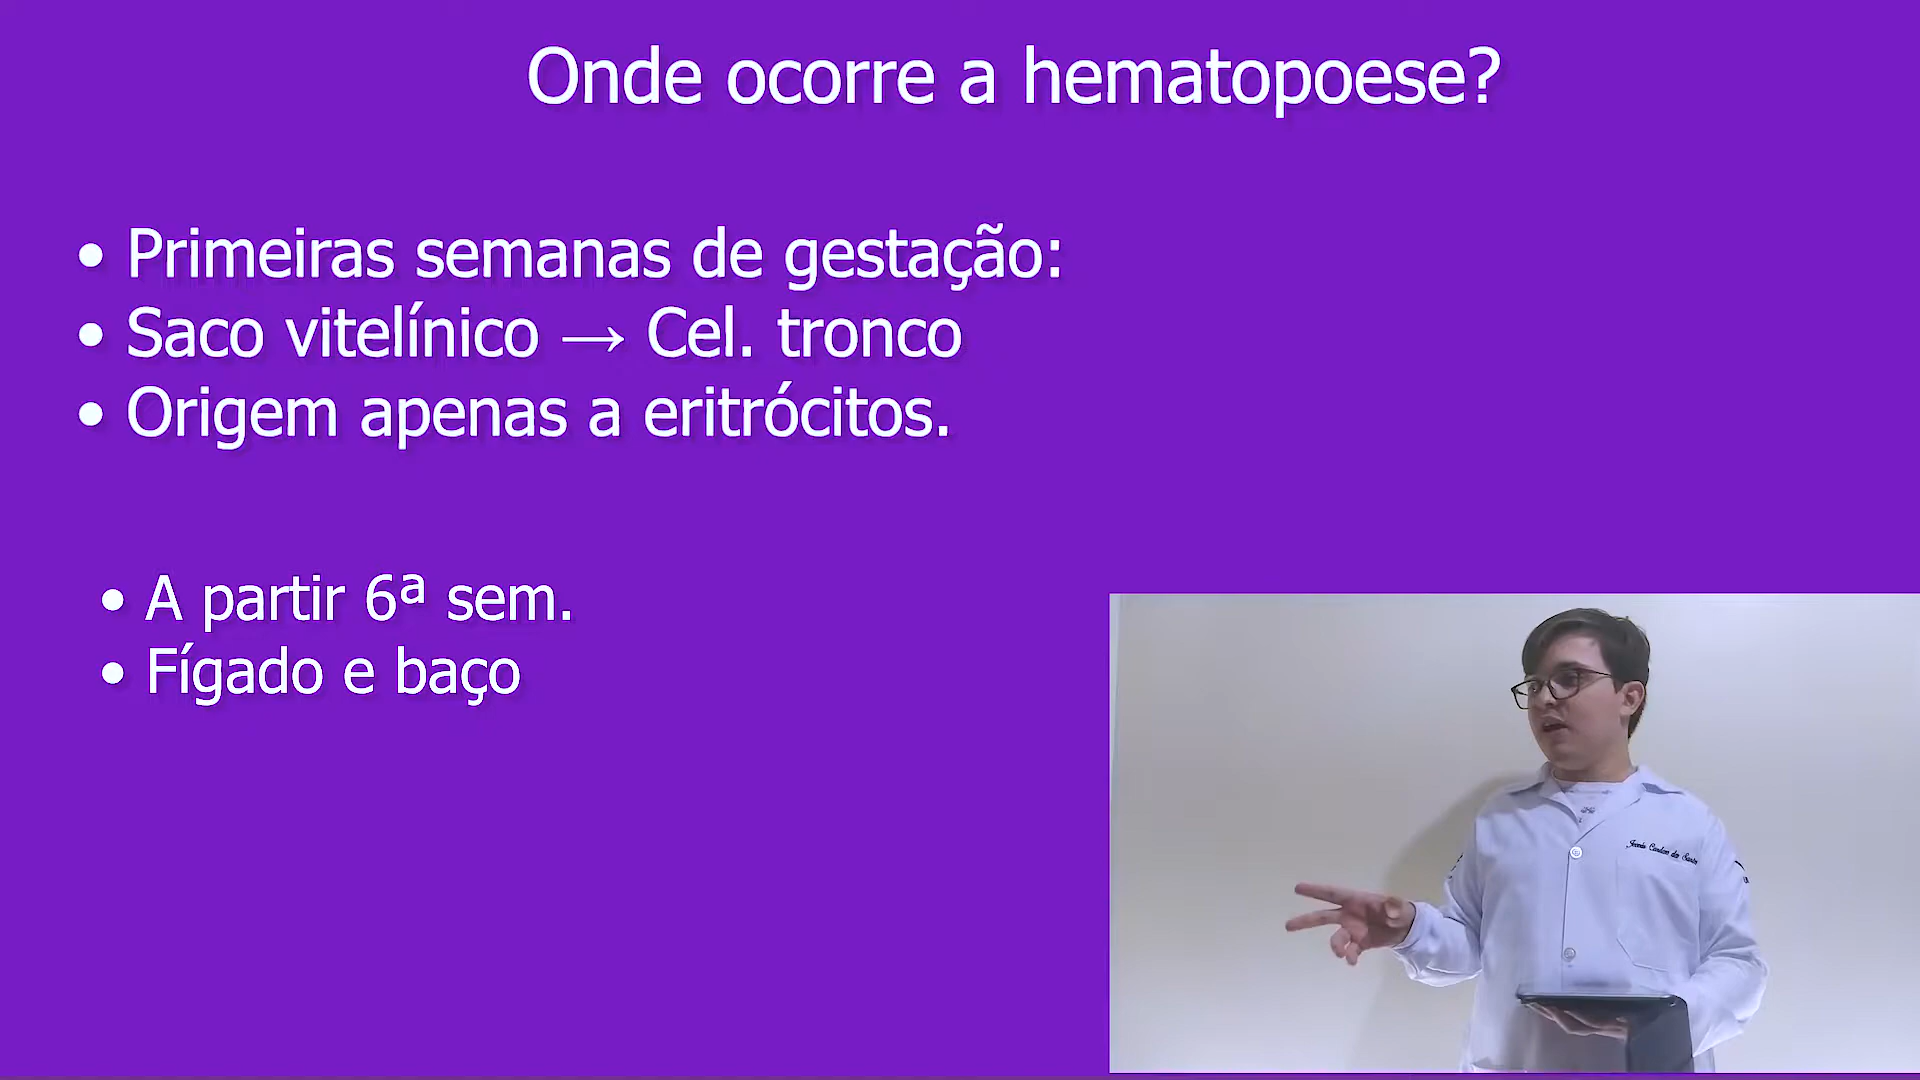 Onde ocorre a hematopoese?
• Primeiras semanas de gestação:
• Saco vitelínico → Cel. tronco
• Origem apenas a eritrócitos.
• A partir 6ª sem.
• Fígado e baço